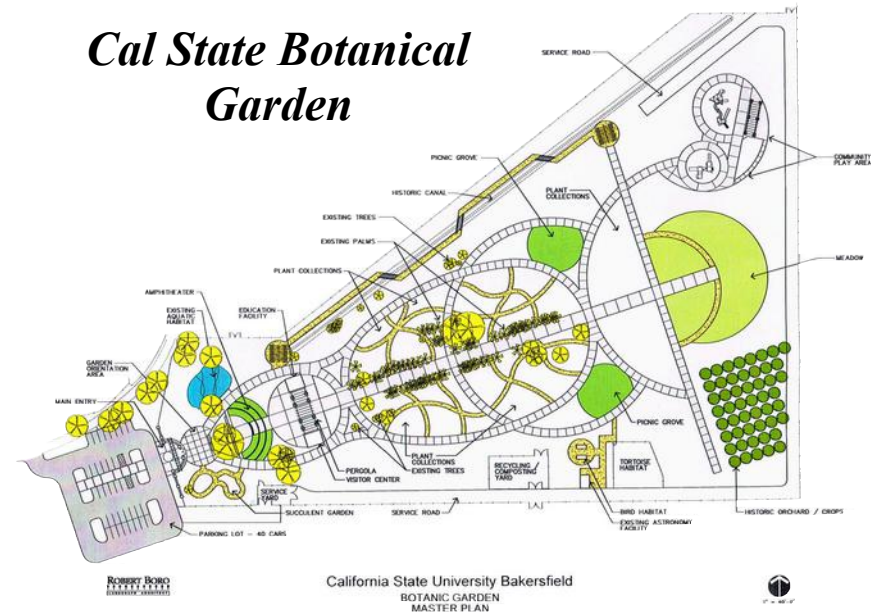 Cal State Botanical
Garden
SERVICE ROAD
COMMUNITY
PLAY AREA
PICNIC GROVE
PLANT
COLLECTIONS
HISTORIC CANAL
EXISTING TREES
EXISTING PALMS
MEADOW
PLANT COLLECTIONS
AMPHITHEATER
EXISTING
AQUATIC
HABITAT
EDUCATION
FACILITY
GARDEN
ORIENTATION
AREA
MAIN ENTRY
PICNIC GROVE
PLANT
COLLECTIONS
EXISTING TREES
PERGOLA
VISITOR CENTER
RECYCLING
COMPOSTING
YARD
TORTOISE
HABITAT
SERVICE
YARD
SUCCULENT GARDEN
SERVICE ROAD
BIRD HABITAT
EXISTING ASTRONOMY
FACILITY
HISTORIC ORCHARD / CROPS
PARKING LOT - 40 CARS
ROBERT BORO
LANDSCAPE ARCHITECT
California State University Bakersfield
BOTANIC GARDEN
MASTER PLAN